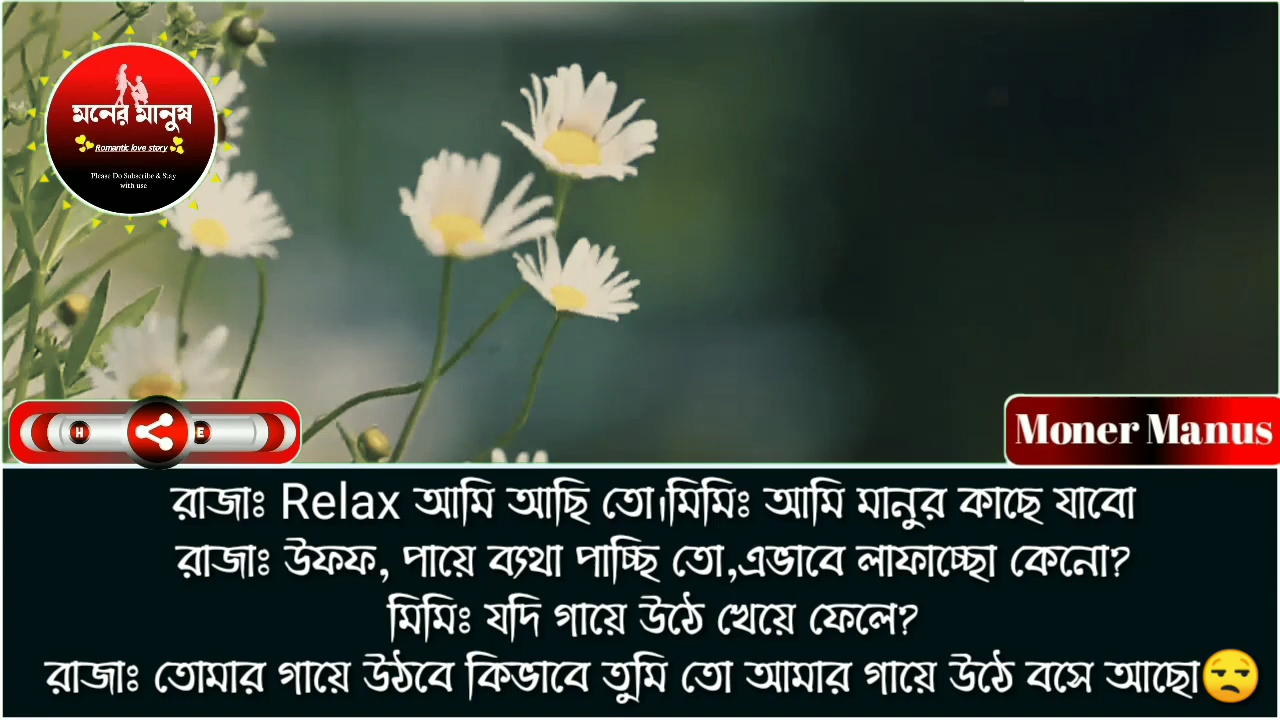 মনের মানুষ
Romantic love story
Please Do Subscribe & Stay
with use
H E
Moner Manus
রাজাঃ Relax আমি আছি তো।মিমিঃ আমি মানুর কাছে যাবো
রাজাঃ উফফ, পায়ে ব্যথা পাচ্ছি তো,এভাবে লাফাচ্ছো কেনো?
মিমিঃ যদি গায়ে উঠে খেয়ে ফেলে?
রাজাঃ তোমার গায়ে উঠবে কিভাবে তুমি তো আমার গায়ে উঠে বসে আছো😒